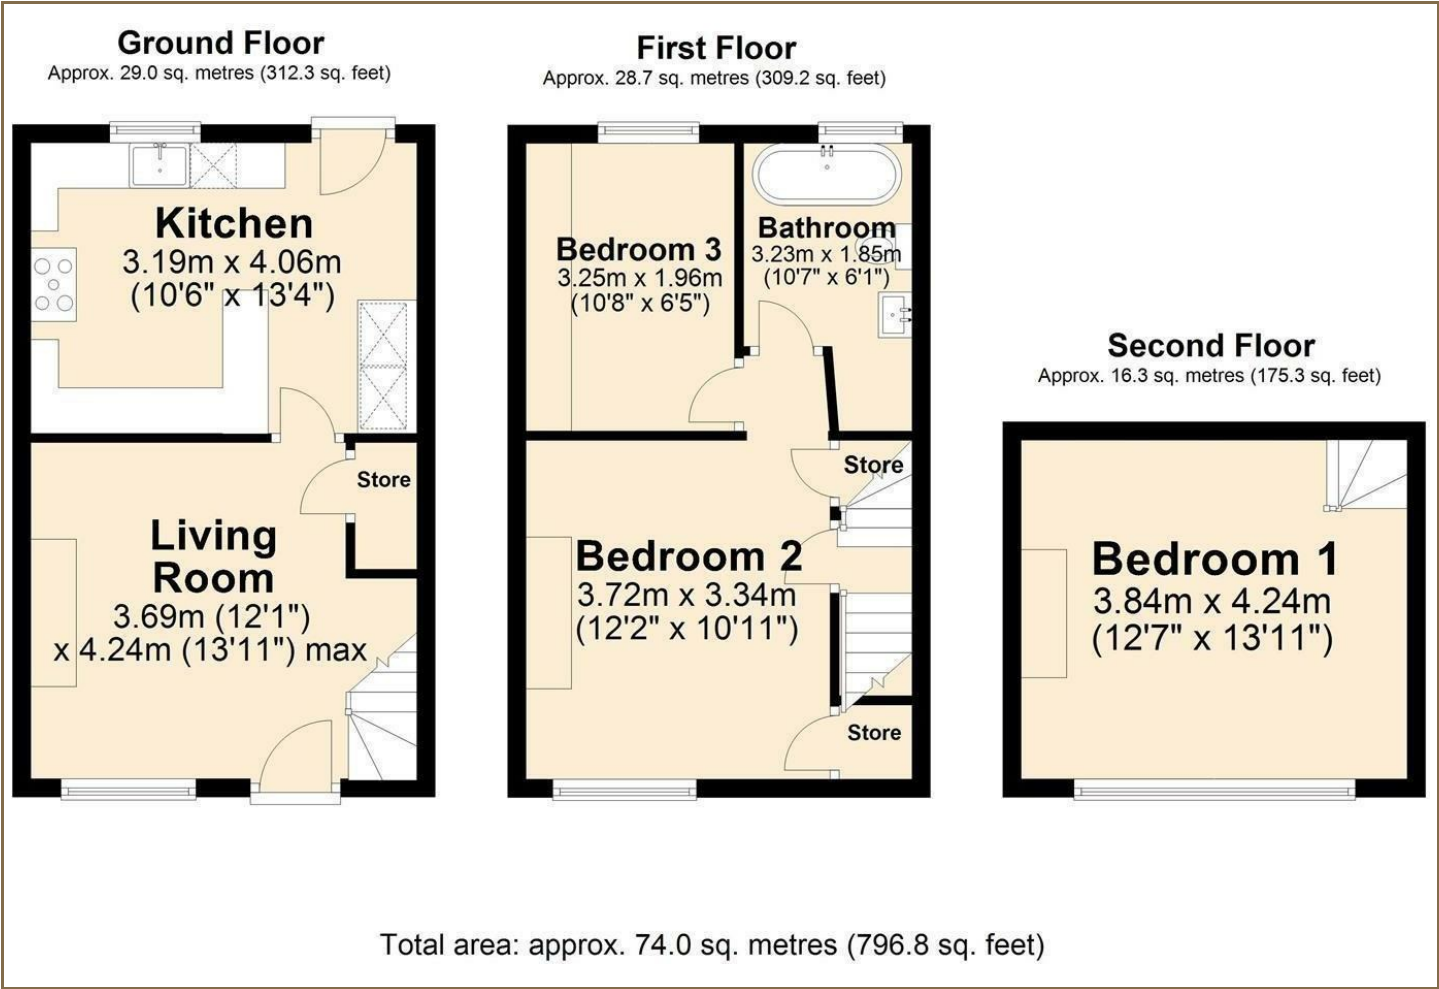 Ground Floor
Approx. 29.0 sq. metres (312.3 sq. feet)
Kitchen
3.19m x 4.06m
(10'6" x 13'4")
Store
Living
Room
3.69m (12'1")
x 4.24m (13'11") max
First Floor
Approx. 28.7 sq. metres (309.2 sq. feet)
Bedroom 3
3.25m x 1.96m
(10'8" x 6'5")
Bathroom
3.23m x 1.85m
(10'7" x 6'1")
Store
Bedroom 2
3.72m x 3.34m
(12'2" x 10'11")
Store
Second Floor
Approx. 16.3 sq. metres (175.3 sq. feet)
Bedroom 1
3.84m x 4.24m
(12'7" x 13'11")
Total area: approx. 74.0 sq. metres (796.8 sq. feet)